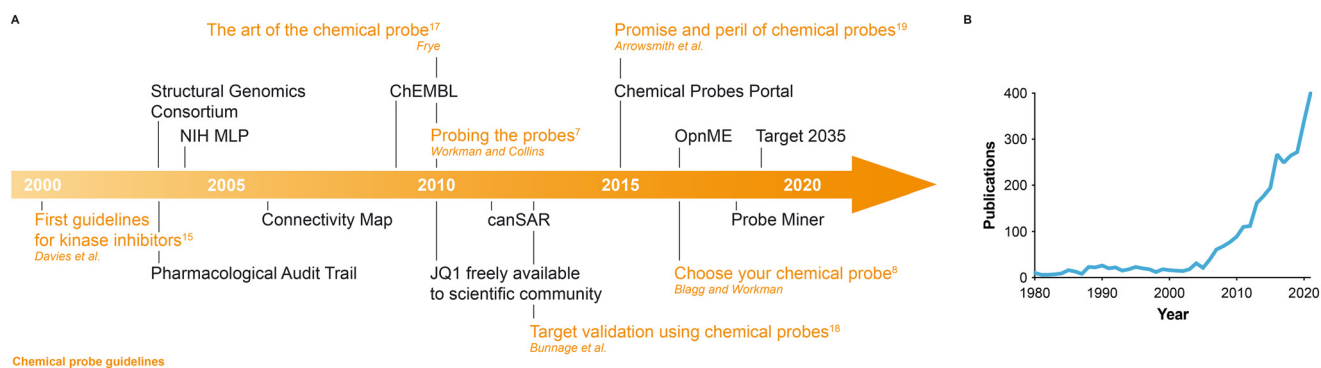 A
The art of the chemical probe17
Frye
Promise and peril of chemical probes19
Arrowsmith et al.
Structural Genomics
Consortium
ChEMBL
Chemical Probes Portal
NIH MLP
Probing the probes7
Workman and Collins
OpnME
Target 2035
2000
2005
2010
2015
2020
First guidelines
for kinase inhibitors15
Davies et al.
Connectivity Map
canSAR
Probe Miner
Pharmacological Audit Trail
JQ1 freely available
to scientific community
Choose your chemical probe8
Blagg and Workman
Target validation using chemical probes18
Bunnage et al.
Chemical probe guidelines
B
Publications
400
300
200
100
0
1980
1990
2000
2010
2020
Year